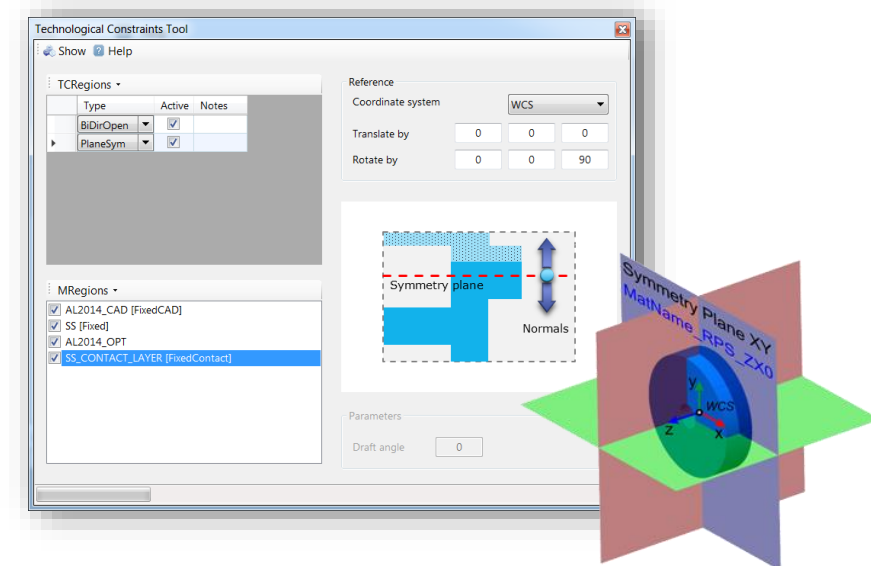 Technological Constraints Tool
Show Help
TCRegions
Type Active Notes
BiDirOpen
PlaneSym
Reference
Coordinate system WCS
Translate by 0 0 0
Rotate by 0 0 90
Symmetry plane
Normals
MRegions
AL2014_CAD [FixedCAD]
SS [Fixed]
AL2014_OPT
SS_CONTACT_LAYER [FixedContact]
Parameters
Draft angle 0
Symmetry Plane XY
MatName_RPS_ZX0
y
WCS
z x